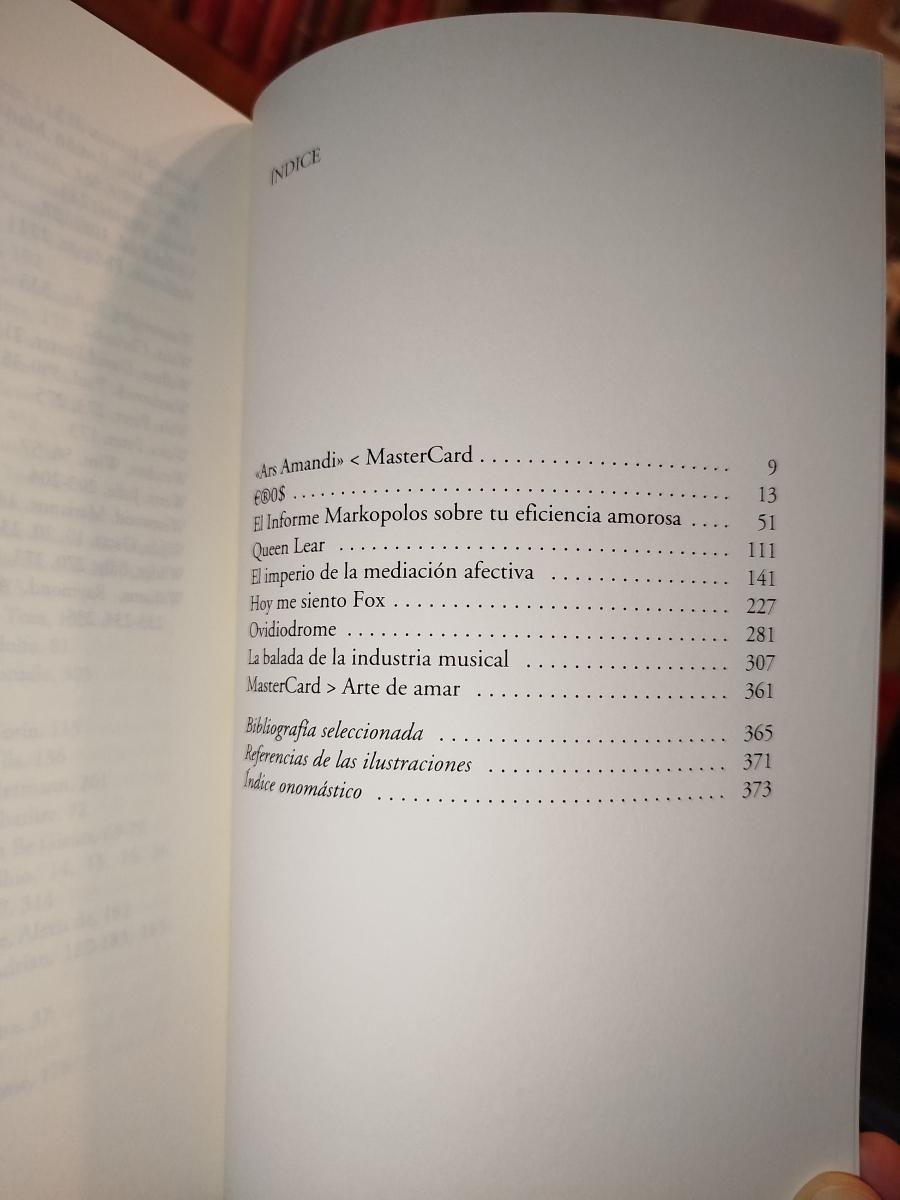 ÍNDICE
«Ars Amandi» < MasterCard . . . . . . . . . . . . . . . . . . . . . . 9
€®0$ . . . . . . . . . . . . . . . . . . . . . . . . . . . . . . . . . . . . . 13
El Informe Markopolos sobre tu eficiencia amorosa . . . . 51
Queen Lear . . . . . . . . . . . . . . . . . . . . . . . . . . . . . . . . . 111
El imperio de la mediación afectiva . . . . . . . . . . . . . . . 141
Hoy me siento Fox . . . . . . . . . . . . . . . . . . . . . . . . . . . . 227
Ovidiodrome . . . . . . . . . . . . . . . . . . . . . . . . . . . . . . . . 281
La balada de la industria musical . . . . . . . . . . . . . . . . . 307
MasterCard > Arte de amar . . . . . . . . . . . . . . . . . . . . . 361
Bibliografía seleccionada . . . . . . . . . . . . . . . . . . . . . . . . 365
Referencias de las ilustraciones . . . . . . . . . . . . . . . . . . . . 371
Índice onomástico . . . . . . . . . . . . . . . . . . . . . . . . . . . . . 373